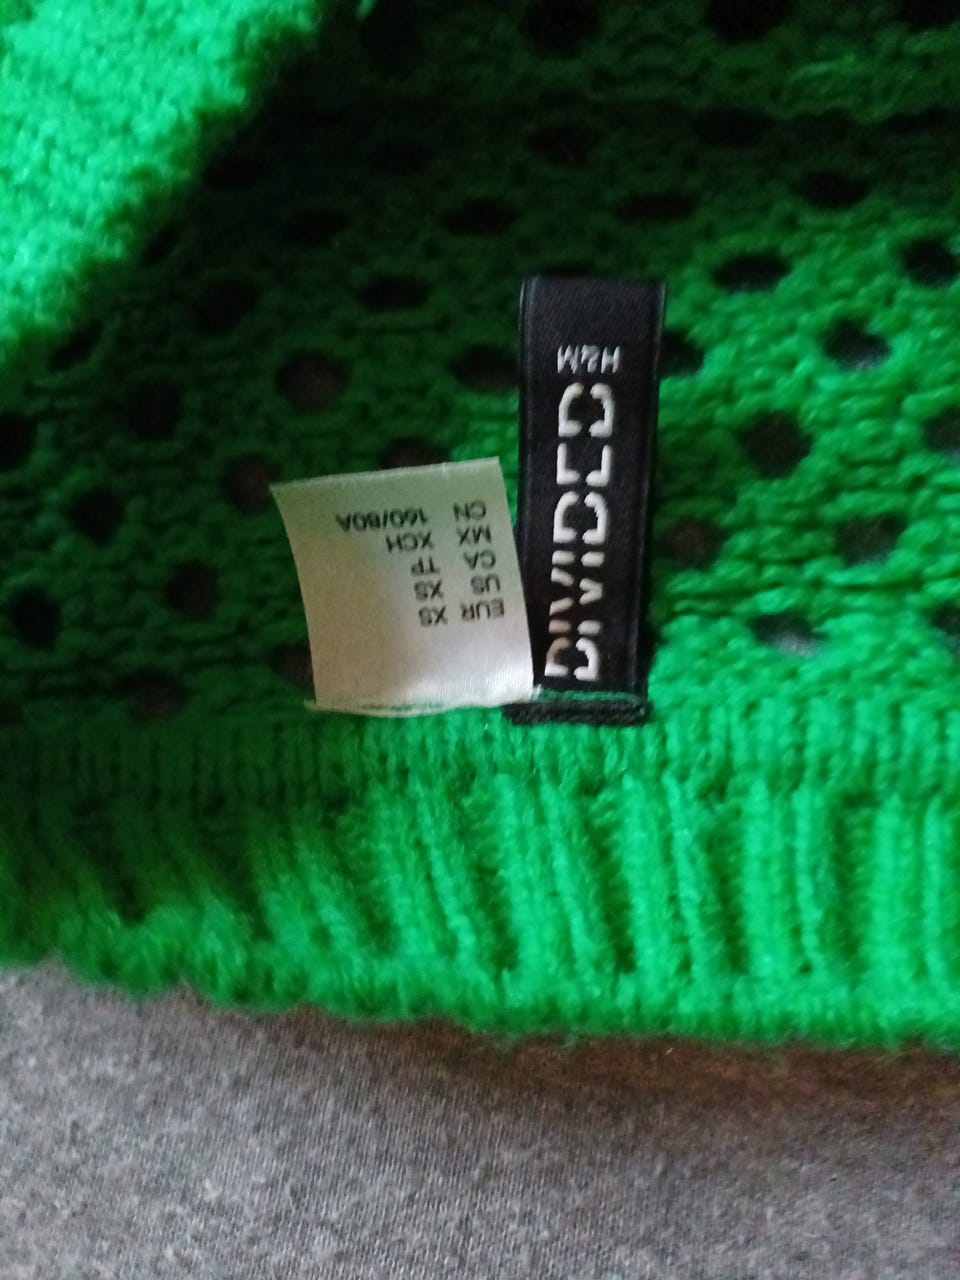 EUR XS
US XS
CA TP
MX XCH
CN 160/80A
DIVIDED
H&M